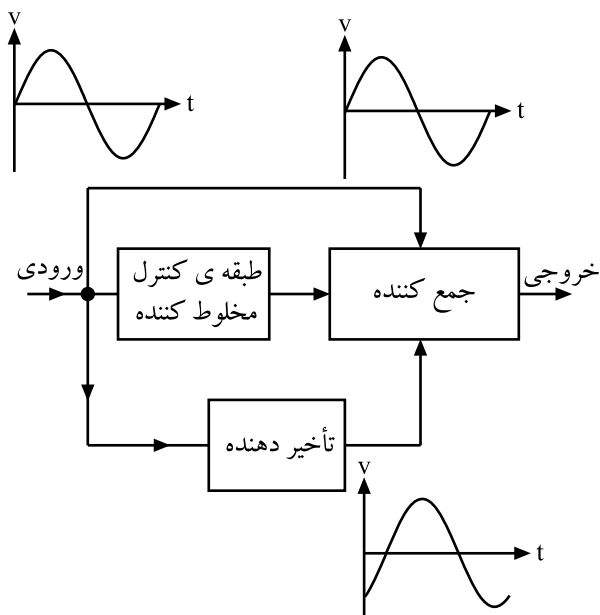 v
t
v
t
ورودی
طبقه ی کنترل
مخلوط کننده
جمع کننده
خروجی
تأخیر دهنده
v
t